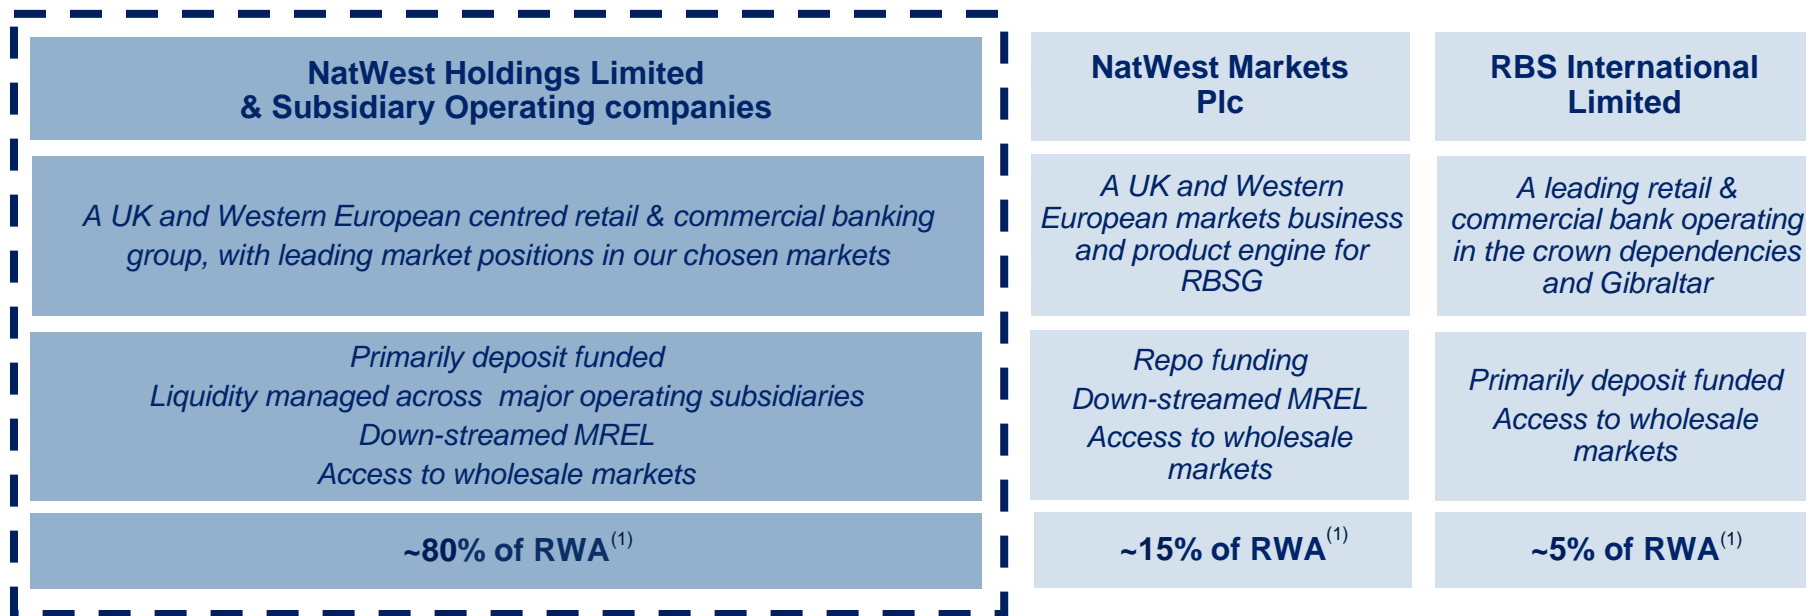 NatWest Holdings Limited
& Subsidiary Operating companies
A UK and Western European centred retail & commercial banking
group, with leading market positions in our chosen markets
Primarily deposit funded
Liquidity managed across major operating subsidiaries
Down-streamed MREL
Access to wholesale markets
~80% of RWA(1)
NatWest Markets
Plc
A UK and Western
European markets business
and product engine for
RBSG
Repo funding
Down-streamed MREL
Access to wholesale
markets
~15% of RWA(1)
RBS International
Limited
A leading retail &
commercial bank operating
in the crown dependencies
and Gibraltar
Primarily deposit funded
Access to wholesale
markets
~5% of RWA(1)